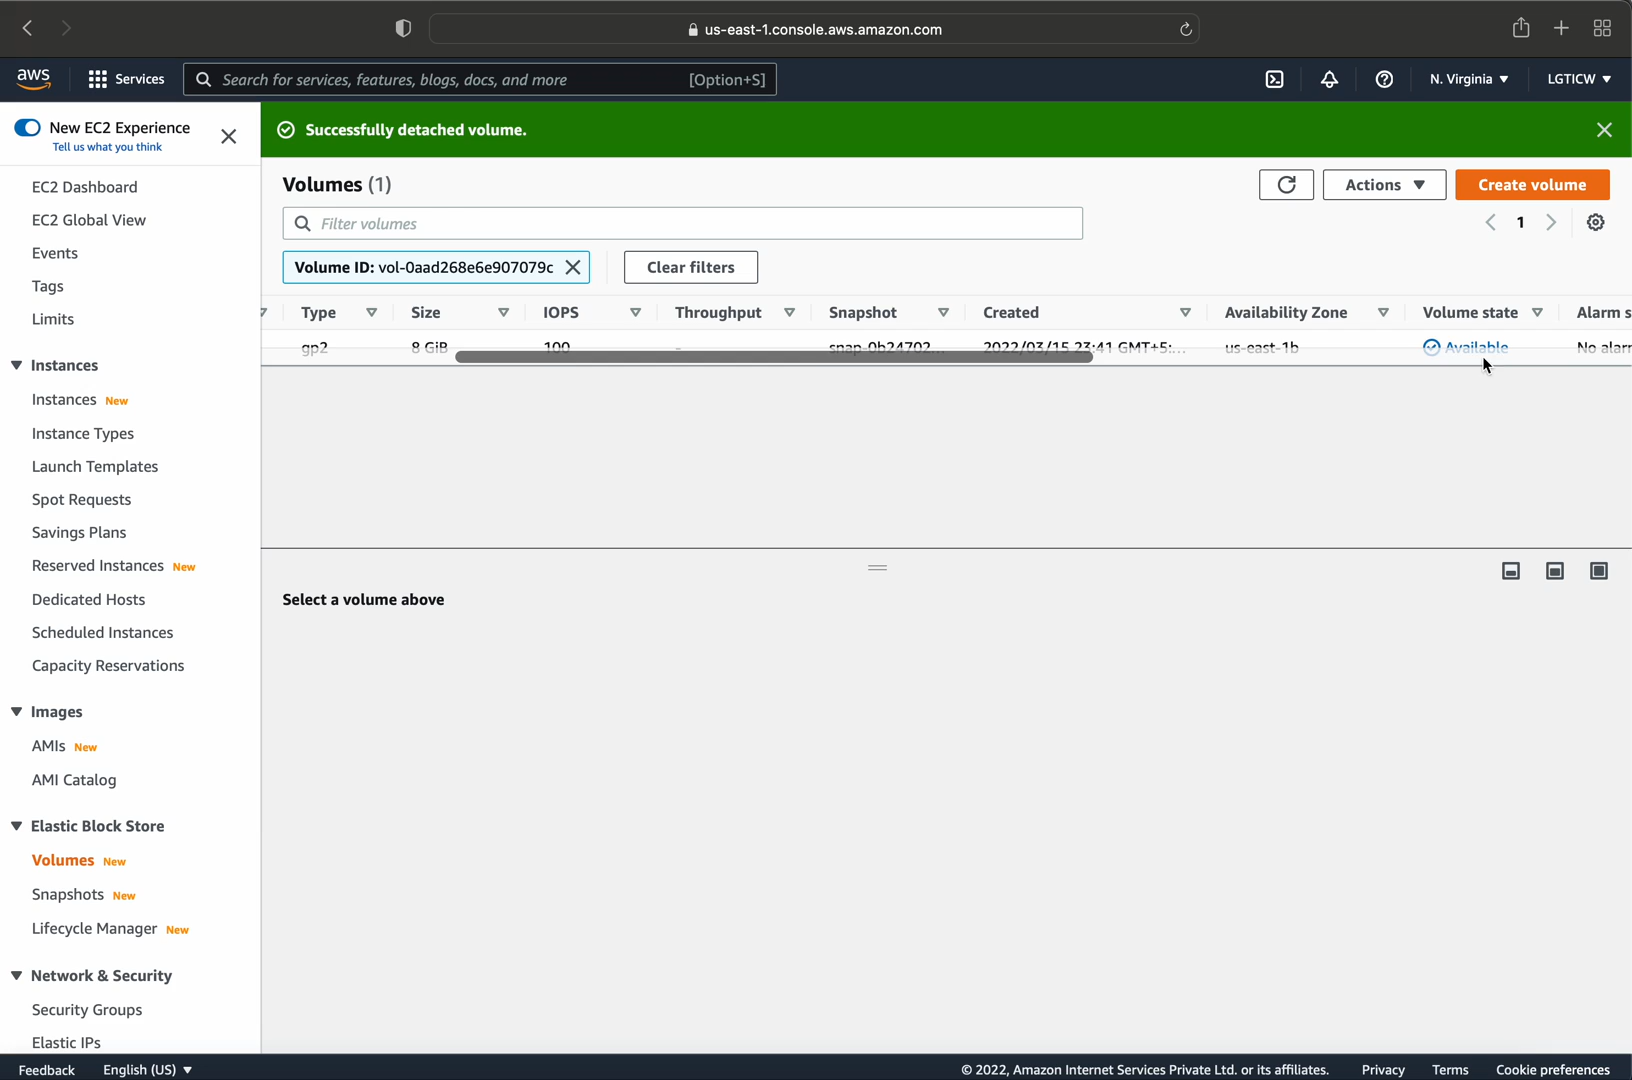 us-east-1.console.aws.amazon.com
aws
Services
Search for services, features, blogs, docs, and more
[Option+S]
N. Virginia
LGTICW
New EC2 Experience
Tell us what you think
Successfully detached volume.
EC2 Dashboard
EC2 Global View
Events
Tags
Limits
Instances
Instances New
Instance Types
Launch Templates
Spot Requests
Savings Plans
Reserved Instances New
Dedicated Hosts
Scheduled Instances
Capacity Reservations
Images
AMIs New
AMI Catalog
Elastic Block Store
Volumes New
Snapshots New
Lifecycle Manager New
Network & Security
Security Groups
Elastic IPs
Volumes (1)
Actions
Create volume
Filter volumes
1
Volume ID: vol-0aad268e6e907079c
Clear filters
Type Size IOPS Throughput Snapshot Created Availability Zone Volume state Alarm s
gp2 8 GiB 100 - snap-0b24702... 2022/03/15 23:41 GMT+5:... us-east-1b Available No alarr
Select a volume above
Feedback
English (US)
© 2022, Amazon Internet Services Private Ltd. or its affiliates.
Privacy
Terms
Cookie preferences